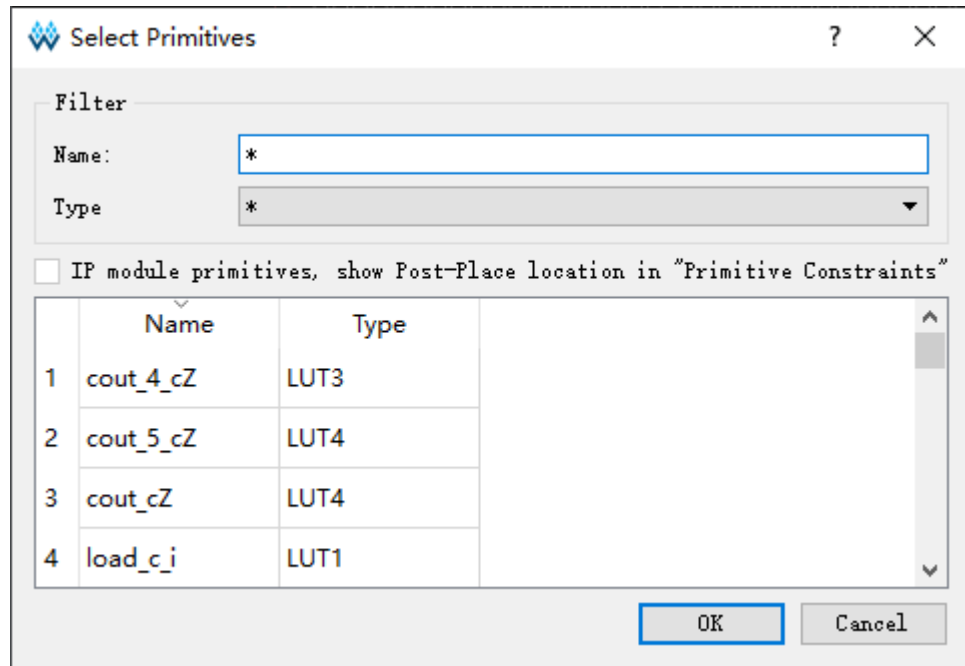 Select Primitives ? ×
Filter
Name: *
Type *
IP module primitives, show Post-Place location in "Primitive Constraints"
Name Type
1 cout_4_cZ LUT3
2 cout_5_cZ LUT4
3 cout_cZ LUT4
4 load_c_i LUT1
OK Cancel